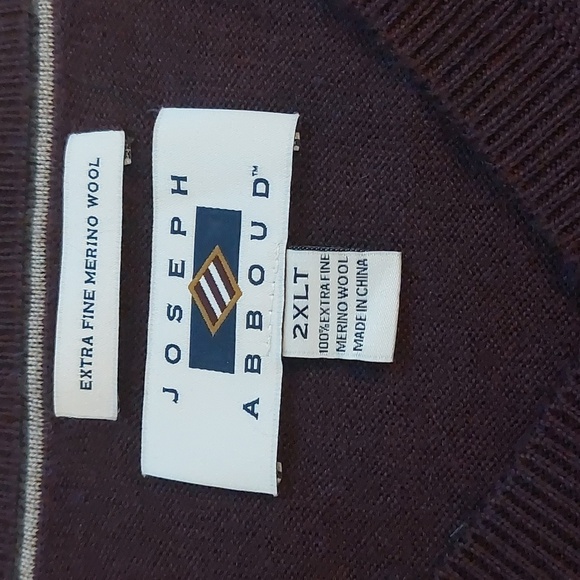 EXTRA FINE MERINO WOOL
JOSEPH
ABBOUD™
2XLT
100% EXTRA FINE
MERINO WOOL
MADE IN CHINA